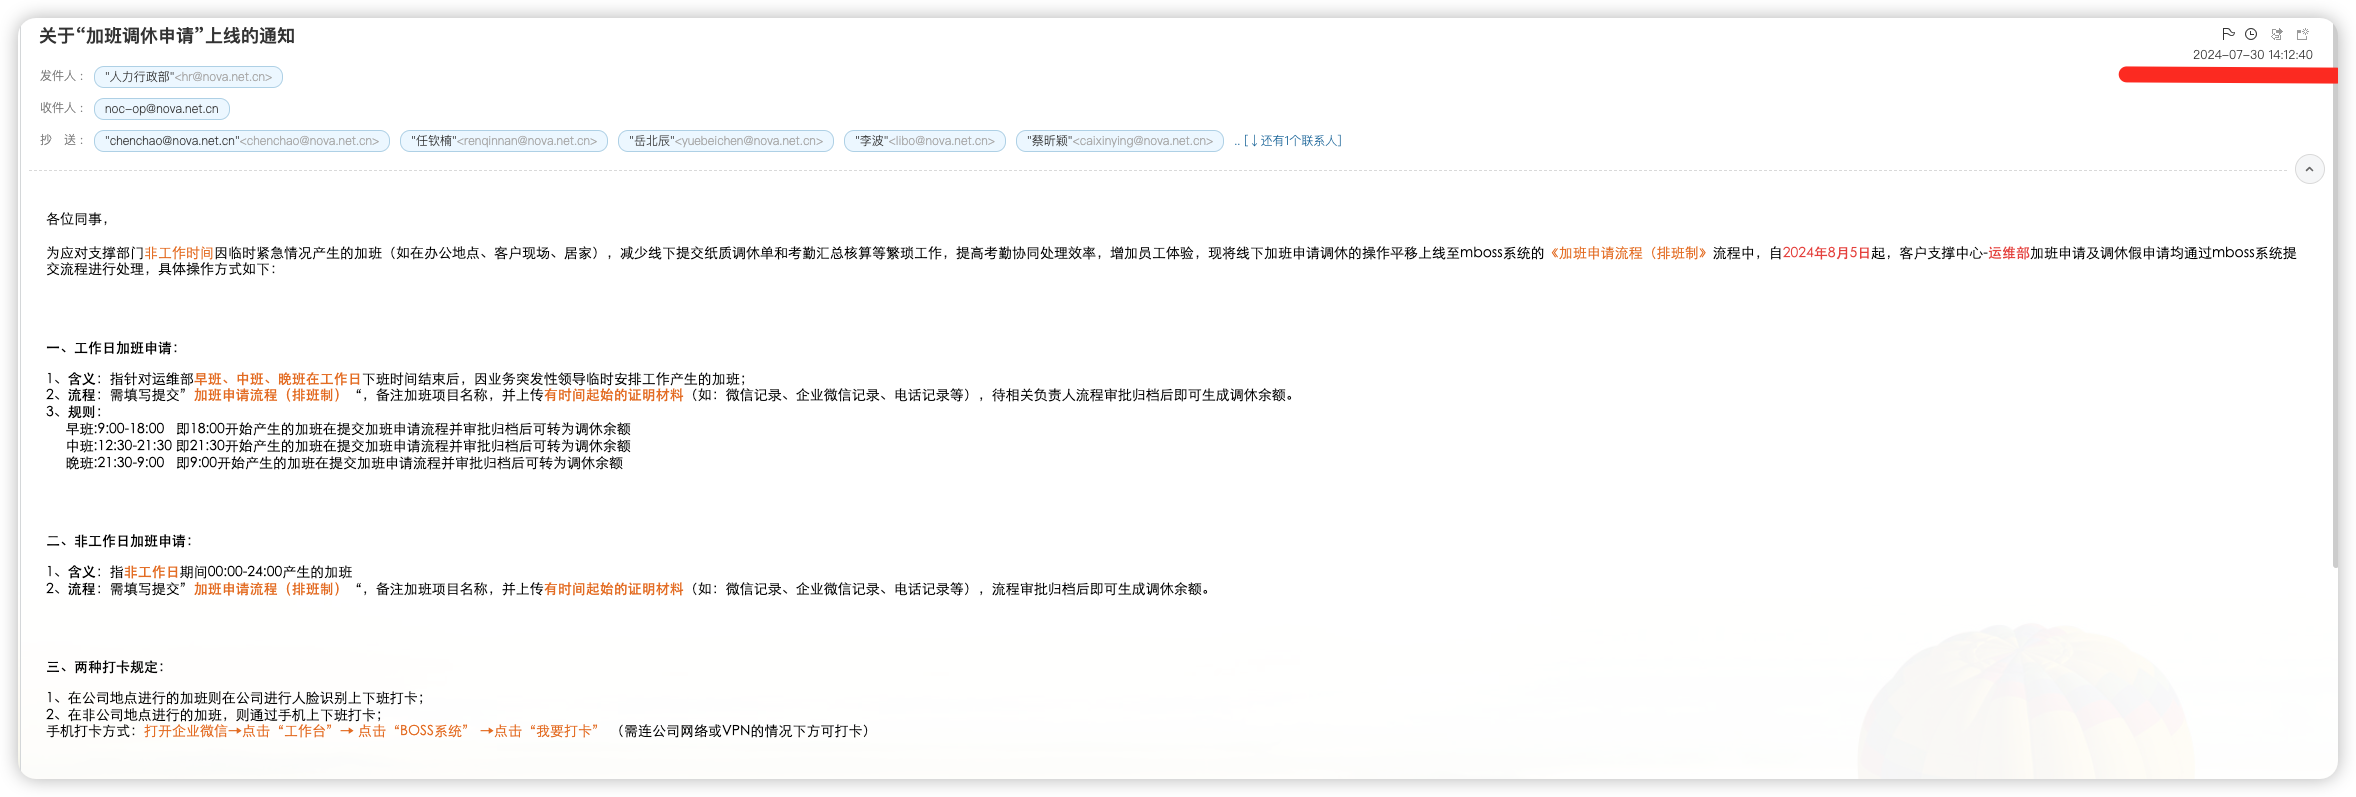 关于“加班调休申请”上线的通知
2024-07-30 14:12:40
发件人： "人力行政部"<hr@nova.net.cn>
收件人： noc-op@nova.net.cn
抄　送： "chenchao@nova.net.cn"<chenchao@nova.net.cn> "任钦楠"<renqinnan@nova.net.cn> "岳北辰"<yuebeichen@nova.net.cn> "李波"<libo@nova.net.cn> "蔡昕颖"<caixinying@nova.net.cn> .. [↓还有1个联系人]
各位同事，
为应对支撑部门非工作时间因临时紧急情况产生的加班（如在办公地点、客户现场、居家），减少线下提交纸质调休单和考勤汇总核算等繁琐工作，提高考勤协同处理效率，增加员工体验，现将线下加班申请调休的操作平移上线至mboss系统的《加班申请流程（排班制》流程中，自2024年8月5日起，客户支撑中心-运维部加班申请及调休假申请均通过mboss系统提
交流程进行处理，具体操作方式如下：
一、工作日加班申请：
1、含义：指针对运维部早班、中班、晚班在工作日下班时间结束后，因业务突发性领导临时安排工作产生的加班；
2、流程：需填写提交”加班申请流程（排班制）“，备注加班项目名称，并上传有时间起始的证明材料（如：微信记录、企业微信记录、电话记录等），待相关负责人流程审批归档后即可生成调休余额。
3、规则：
早班:9:00-18:00 即18:00开始产生的加班在提交加班申请流程并审批归档后可转为调休余额
中班:12:30-21:30 即21:30开始产生的加班在提交加班申请流程并审批归档后可转为调休余额
晚班:21:30-9:00 即9:00开始产生的加班在提交加班申请流程并审批归档后可转为调休余额
二、非工作日加班申请：
1、含义：指非工作日期间00:00-24:00产生的加班
2、流程：需填写提交”加班申请流程（排班制）“，备注加班项目名称，并上传有时间起始的证明材料（如：微信记录、企业微信记录、电话记录等），流程审批归档后即可生成调休余额。
三、两种打卡规定：
1、在公司地点进行的加班则在公司进行人脸识别上下班打卡；
2、在非公司地点进行的加班，则通过手机上下班打卡；
手机打卡方式：打开企业微信→点击“工作台”→ 点击“BOSS系统” →点击“我要打卡” （需连公司网络或VPN的情况下方可打卡）